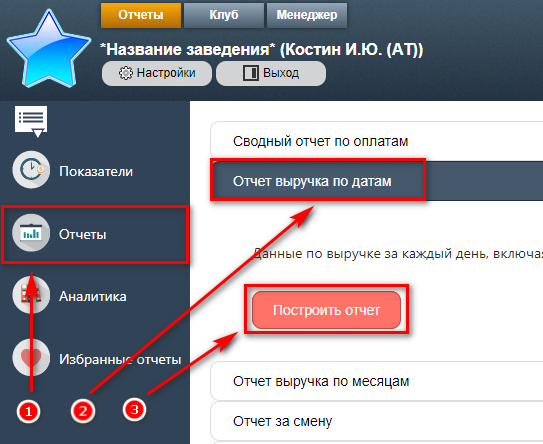 Отчеты Клуб Менеджер
*Название заведения* (Костин И.Ю. (АТ))
Настройки Выход
Показатели
Отчеты
Аналитика
Избранные отчеты
1 2 3
Сводный отчет по оплатам
Отчет выручка по датам
Данные по выручке за каждый день, включая
Построить отчет
Отчет выручка по месяцам
Отчет за смену